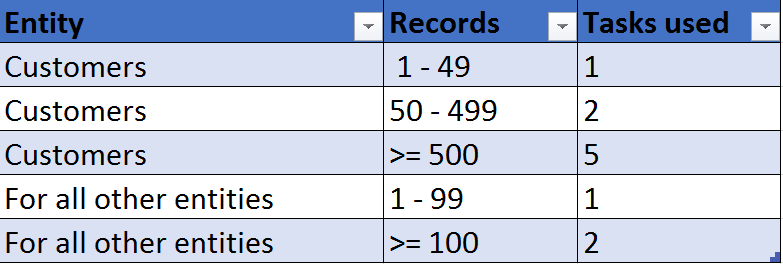 Entity Records Tasks used
Customers 1 - 49 1
Customers 50 - 499 2
Customers >= 500 5
For all other entities 1 - 99 1
For all other entities >= 100 2